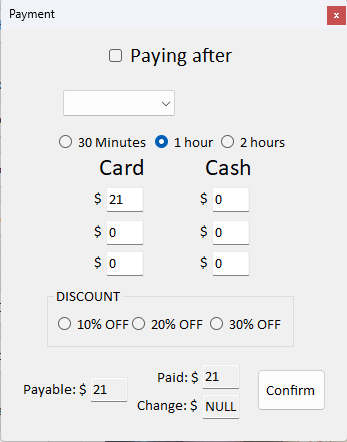 Payment
x
Paying after
30 Minutes 1 hour 2 hours
Card Cash
$ 21 $ 0
$ 0 $ 0
$ 0 $ 0
DISCOUNT
10% OFF 20% OFF 30% OFF
Payable: $ 21
Paid: $ 21
Change: $ NULL
Confirm